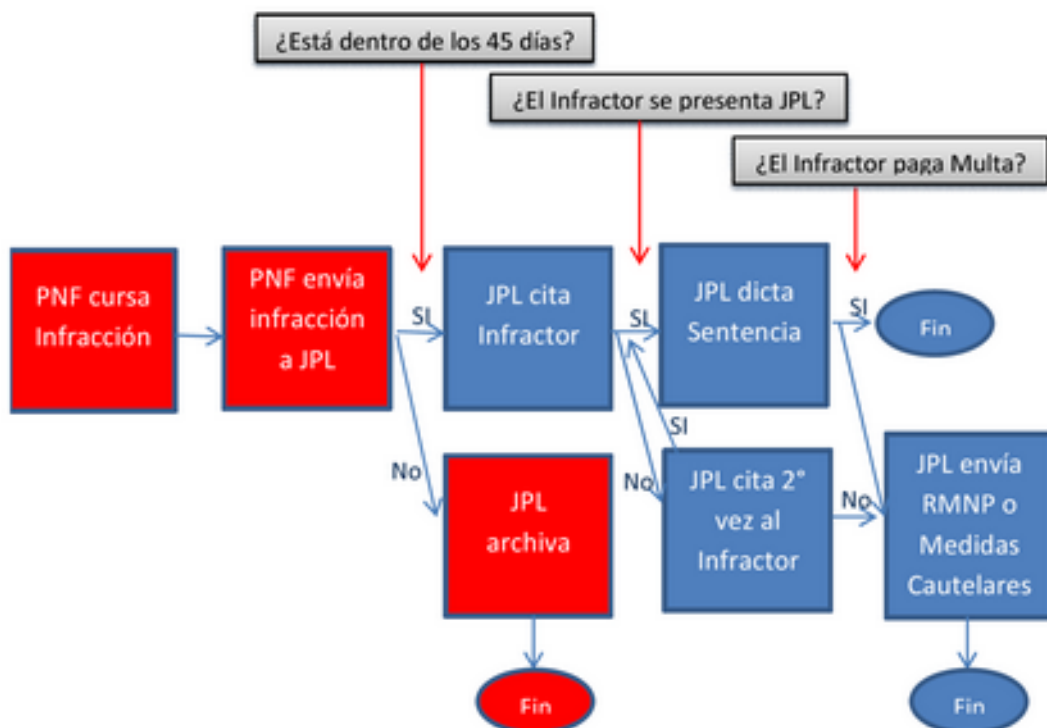 ¿Está dentro de los 45 días?
¿El Infractor se presenta JPL?
¿El Infractor paga Multa?
PNF cursa
Infracción
PNF envía
infracción
a JPL
SI
JPL cita
Infractor
SI
JPL dicta
Sentencia
SI
Fin
No
JPL
archiva
SI
No
JPL cita 2°
vez al
Infractor
No
JPL envía
RMNP o
Medidas
Cautelares
Fin
Fin